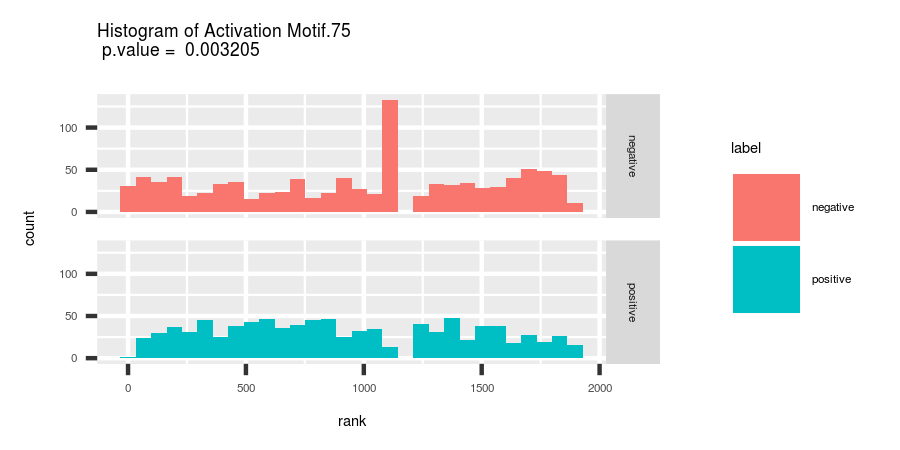 Histogram of Activation Motif.75
p.value = 0.003205
100
50
0
negative
100
50
0
positive
0 500 1000 1500 2000
rank
count
label
negative
positive